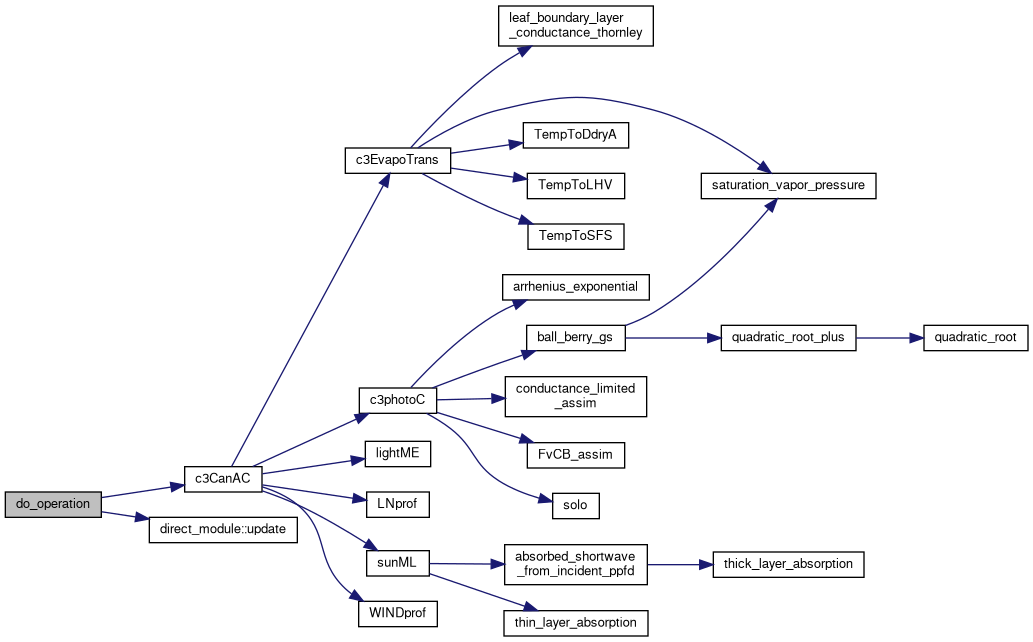 leaf_boundary_layer
_conductance_thornley
TempToDdryA
c3EvapoTrans
TempToLHV
saturation_vapor_pressure
TempToSFS
arrhenius_exponential
ball_berry_gs
quadratic_root_plus
quadratic_root
conductance_limited
_assim
c3photoC
lightME
FvCB_assim
c3CanAC
do_operation
LNprof
solo
direct_module::update
sunML
absorbed_shortwave
_from_incident_ppfd
thick_layer_absorption
WINDprof
thin_layer_absorption